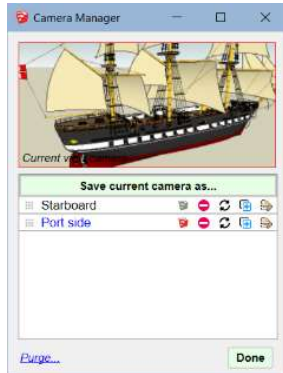 Camera Manager
Current vi
Save current camera as...
Starboard
Port side
Purge...
Done